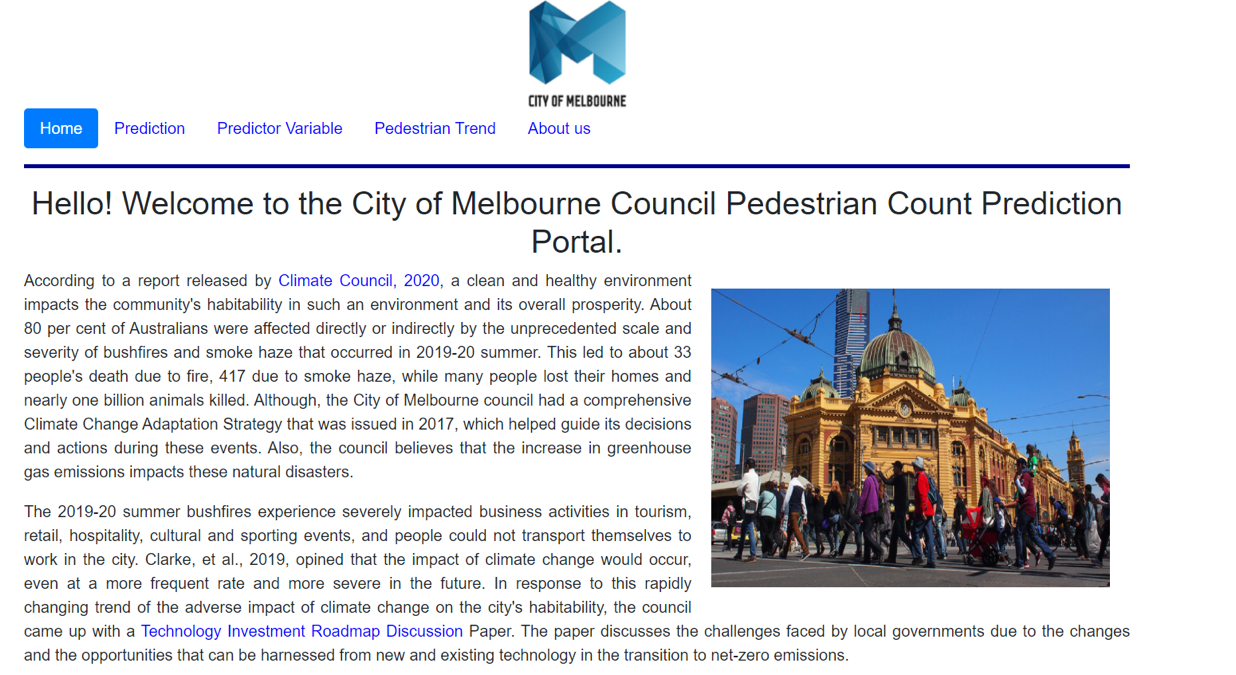 CITY OF MELBOURNE
Home Prediction Predictor Variable Pedestrian Trend About us
Hello! Welcome to the City of Melbourne Council Pedestrian Count Prediction
Portal.
According to a report released by Climate Council, 2020, a clean and healthy environment
impacts the community's habitability in such an environment and its overall prosperity. About
80 per cent of Australians were affected directly or indirectly by the unprecedented scale and
severity of bushfires and smoke haze that occurred in 2019-20 summer. This led to about 33
people's death due to fire, 417 due to smoke haze, while many people lost their homes and
nearly one billion animals killed. Although, the City of Melbourne council had a comprehensive
Climate Change Adaptation Strategy that was issued in 2017, which helped guide its decisions
and actions during these events. Also, the council believes that the increase in greenhouse
gas emissions impacts these natural disasters.
The 2019-20 summer bushfires experience severely impacted business activities in tourism,
retail, hospitality, cultural and sporting events, and people could not transport themselves to
work in the city. Clarke, et al., 2019, opined that the impact of climate change would occur,
even at a more frequent rate and more severe in the future. In response to this rapidly
changing trend of the adverse impact of climate change on the city's habitability, the council
came up with a Technology Investment Roadmap Discussion Paper. The paper discusses the challenges faced by local governments due to the changes
and the opportunities that can be harnessed from new and existing technology in the transition to net-zero emissions.